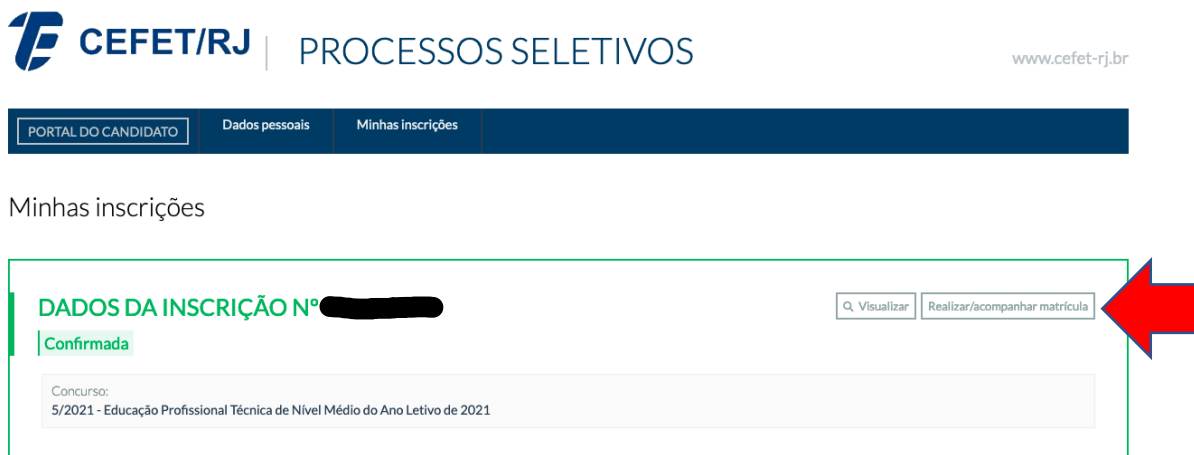 CEFET/RJ PROCESSOS SELETIVOS
www.cefet-rj.br
PORTAL DO CANDIDATO Dados pessoais Minhas inscrições
Minhas inscrições
DADOS DA INSCRIÇÃO Nº
Visualizar Realizar/acompanhar matrícula
Confirmada
Concurso:
5/2021 - Educação Profissional Técnica de Nível Médio do Ano Letivo de 2021